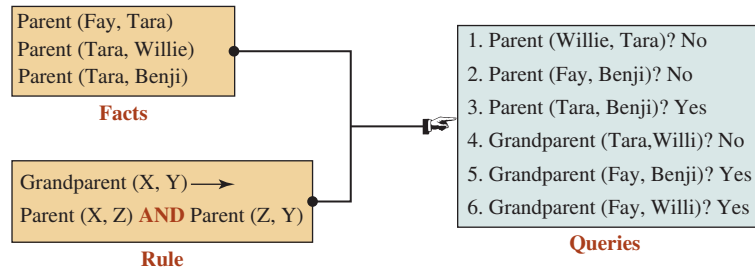 Parent (Fay, Tara)
Parent (Tara, Willie)
Parent (Tara, Benji)
Facts
Grandparent (X, Y) ⟶
Parent (X, Z) AND Parent (Z, Y)
Rule
1. Parent (Willie, Tara)? No
2. Parent (Fay, Benji)? No
3. Parent (Tara, Benji)? Yes
4. Grandparent (Tara,Willi)? No
5. Grandparent (Fay, Benji)? Yes
6. Grandparent (Fay, Willi)? Yes
Queries